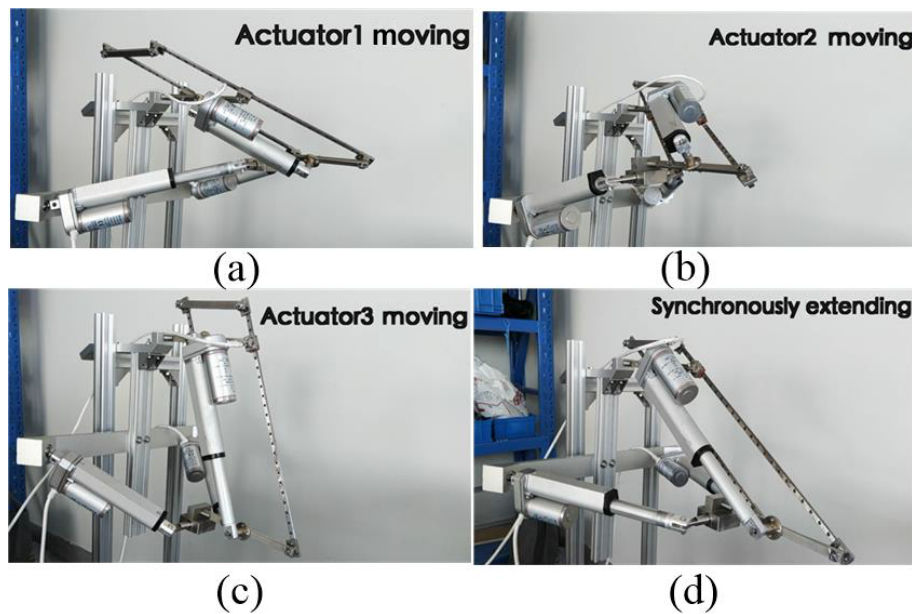 Actuator1 moving
Actuator2 moving
(a)
(b)
Actuator3 moving
Synchronously extending
(c)
(d)